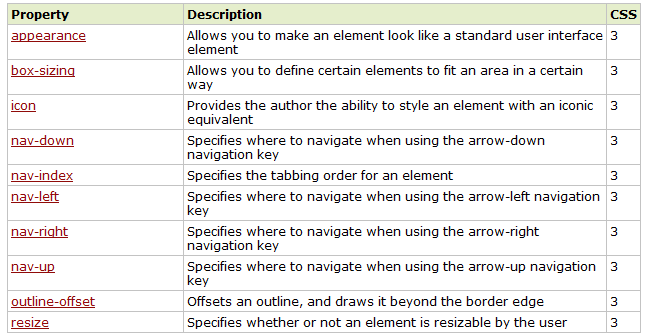 Property Description CSS
appearance Allows you to make an element look like a standard user interface 3
element
box-sizing Allows you to define certain elements to fit an area in a certain 3
way
icon Provides the author the ability to style an element with an iconic 3
equivalent
nav-down Specifies where to navigate when using the arrow-down 3
navigation key
nav-index Specifies the tabbing order for an element 3
nav-left Specifies where to navigate when using the arrow-left navigation 3
key
nav-right Specifies where to navigate when using the arrow-right 3
navigation key
nav-up Specifies where to navigate when using the arrow-up navigation 3
key
outline-offset Offsets an outline, and draws it beyond the border edge 3
resize Specifies whether or not an element is resizable by the user 3